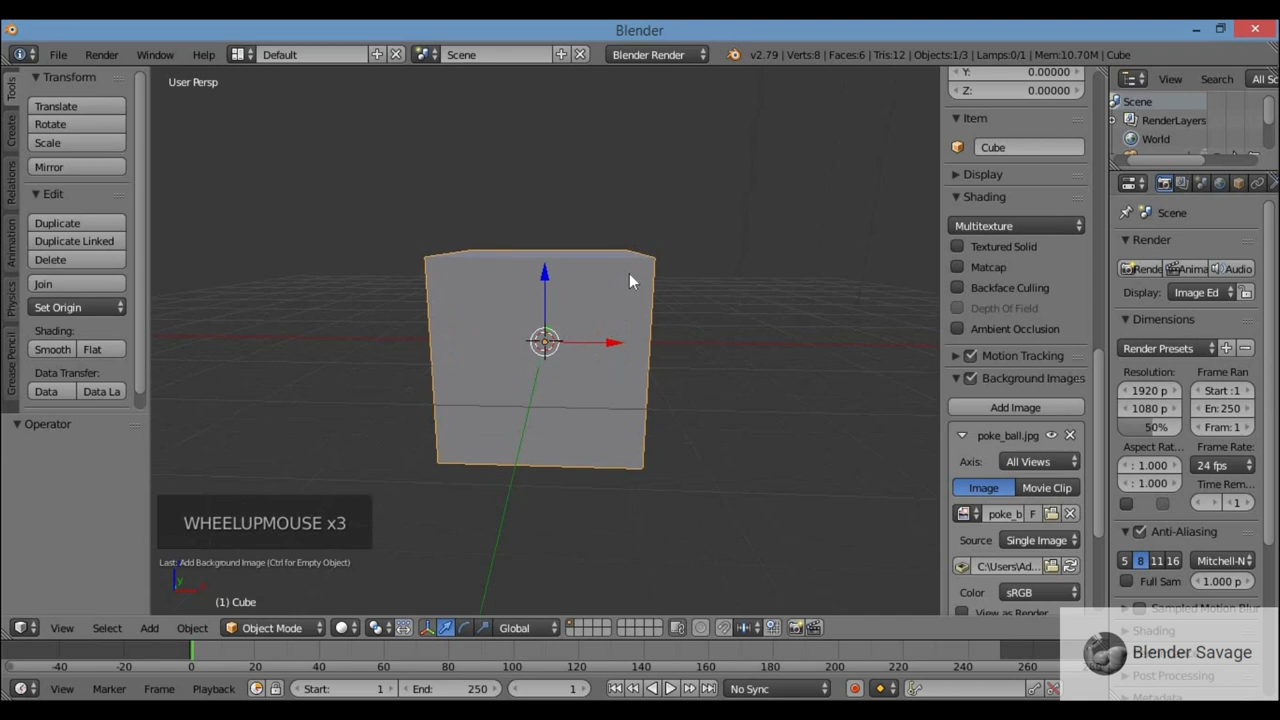 Blender
File Render Window Help Default Scene Blender Render v2.79 | Verts:8 | Faces:6 | Tris:12 | Objects:1/3 | Lamps:0/1 | Mem:10.70M | Cube
Tools
Create
Relations
Animation
Physics
Grease Pencil
Transform
Translate
Rotate
Scale
Mirror
Edit
Duplicate
Duplicate Linked
Delete
Join
Set Origin
Shading:
Smooth Flat
Data Transfer:
Data Data La
Operator
User Persp
WHEELUPMOUSE x3
Last: Add Background Image (Ctrl for Empty Object)
y
(1) Cube
Y: 0.00000
Z: 0.00000
Item
Cube
Display
Shading
Multitexture
Textured Solid
Matcap
Backface Culling
Depth Of Field
Ambient Occlusion
Motion Tracking
Background Images
Add Image
poke_ball.jpg
Axis: All Views
Image Movie Clip
poke_b F
Source Single Image
C:\Users\Ad...
Color sRGB
View as Render
View Search All Sc
Scene
RenderLayers
World
Scene
Render
Rende Anima Audio
Display: Image Ed
Dimensions
Render Presets
Resolution: Frame Ran
1920 p Start :1
1080 p En: 250
50% Fram: 1
Aspect Rat... Frame Rate:
: 1.000 24 fps
: 1.000 Time Rem...
1
Anti-Aliasing
5 8 11 16 Mitchell-N
Full Sam 1.000 p
Sampled Motion Blur
Shading
Post Processing
Metadata
Blender Savage
View Select Add Object Object Mode Global
-40 -20 0 20 40 60 80 100 120 140 160 180 200 220 240 260
View Marker Frame Playback Start: 1 End: 250 1 No Sync